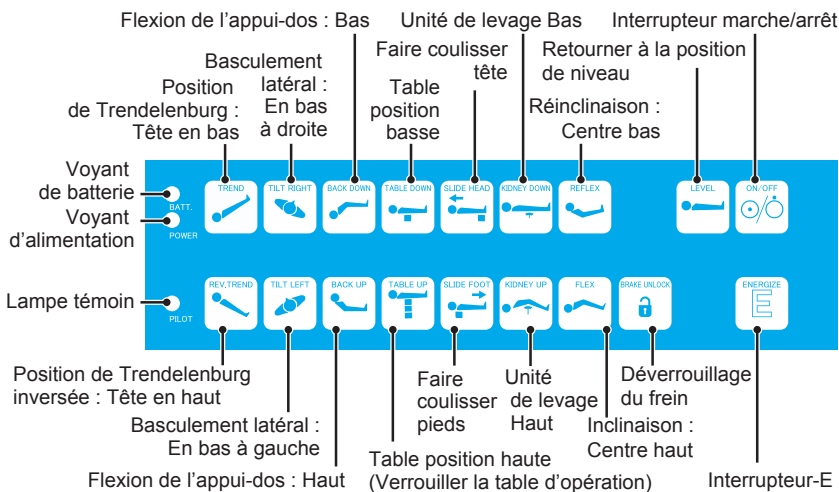 Flexion de l'appui-dos : Bas
Unité de levage Bas
Interrupteur marche/arrêt
Basculement
latéral :
En bas
à droite
Faire coulisser
tête
Retourner à la position
de niveau
Position
de Trendelenburg :
Tête en bas
Table
position
basse
Réinclinaison :
Centre bas
Voyant
de batterie
Voyant
d'alimentation
BATT.
POWER
TREND
TILT RIGHT
BACK DOWN
TABLE DOWN
SLIDE HEAD
KIDNEY DOWN
REFLEX
LEVEL
ON/OFF
Lampe témoin
PILOT
REV.TREND
TILT LEFT
BACK UP
TABLE UP
SLIDE FOOT
KIDNEY UP
FLEX
BRAKE UNLOCK
ENERGIZE
E
Position de Trendelenburg
inversée : Tête en haut
Faire
coulisser
pieds
Unité
de levage
Haut
Déverrouillage
du frein
Basculement latéral :
En bas à gauche
Inclinaison :
Centre haut
Flexion de l'appui-dos : Haut
Table position haute
(Verrouiller la table d'opération)
Interrupteur-E